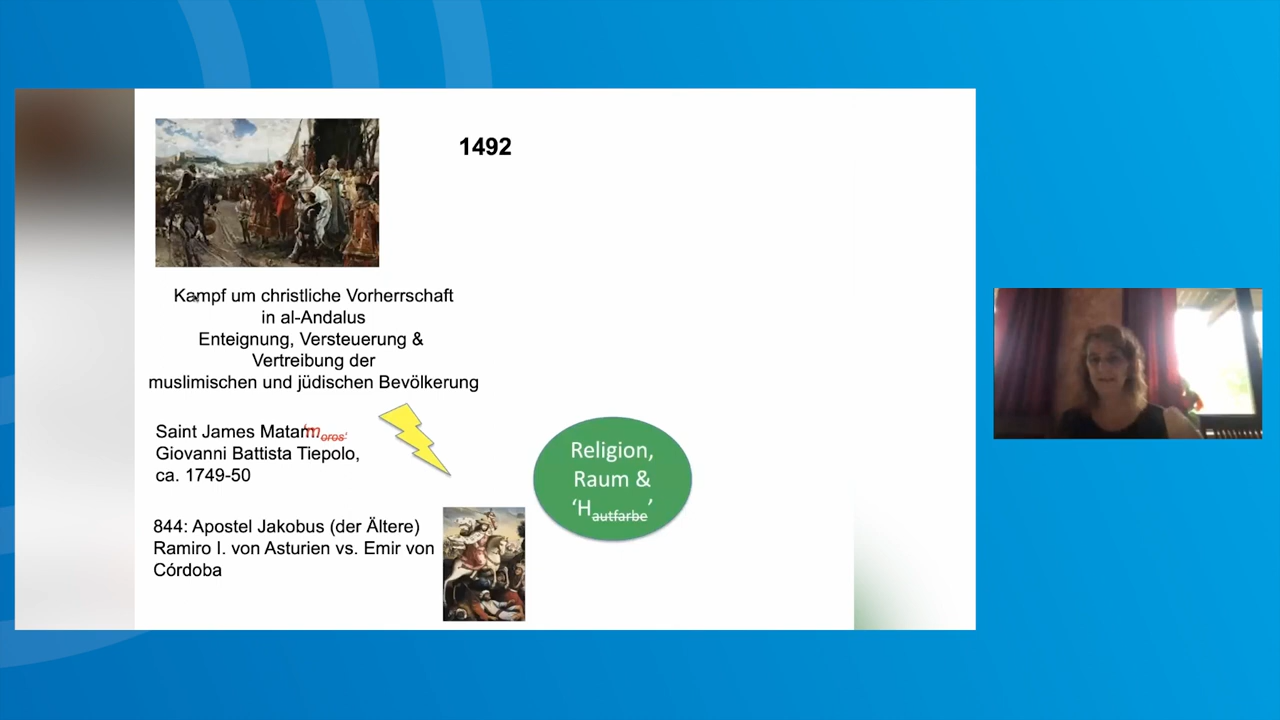 1492
Kampf um christliche Vorherrschaft
in al-Andalus
Enteignung, Versteuerung &
Vertreibung der
muslimischen und jüdischen Bevölkerung
Saint James Matam'moros'
Giovanni Battista Tiepolo,
ca. 1749-50
844: Apostel Jakobus (der Ältere)
Ramiro I. von Asturien vs. Emir von
Córdoba
Religion,
Raum &
‘Hautfarbe’